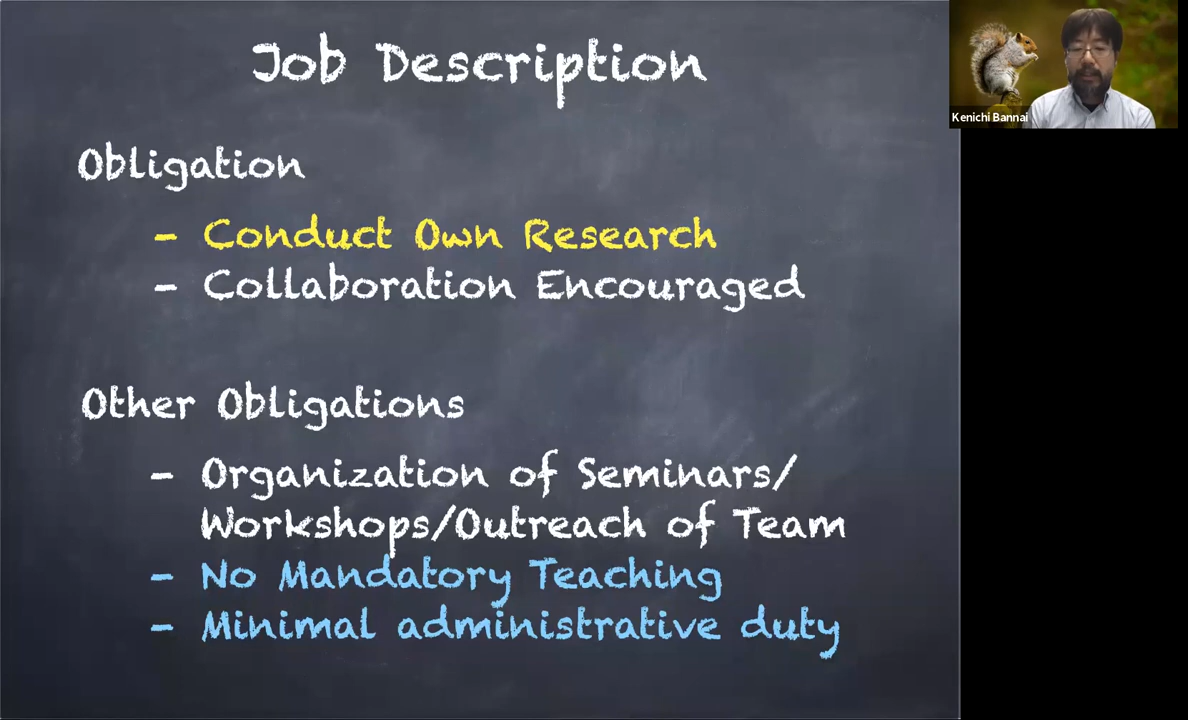 Job Description
Kenichi Bannai
Obligation
- Conduct Own Research
- Collaboration Encouraged
Other Obligations
- Organization of Seminars/
Workshops/Outreach of Team
- No Mandatory Teaching
- Minimal administrative duty